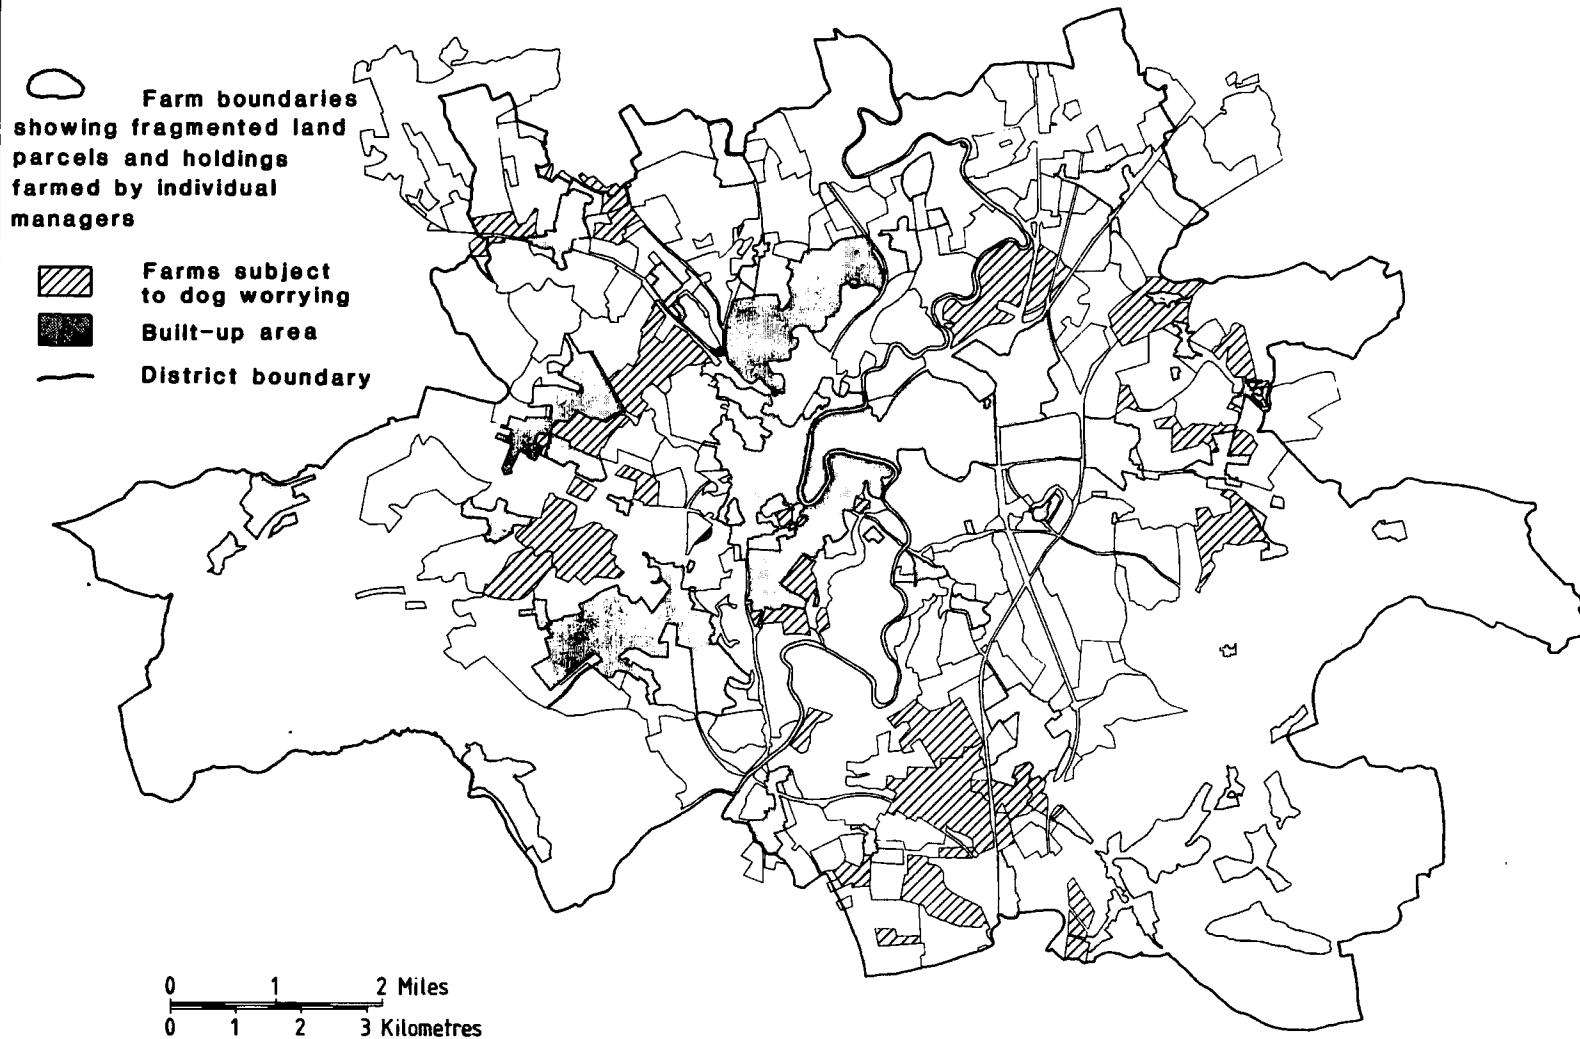 Farm boundaries
showing fragmented land
parcels and holdings
farmed by individual
managers
Farms subject
to dog worrying
Built-up area
District boundary
0 1 2 Miles
0 1 2 3 Kilometres